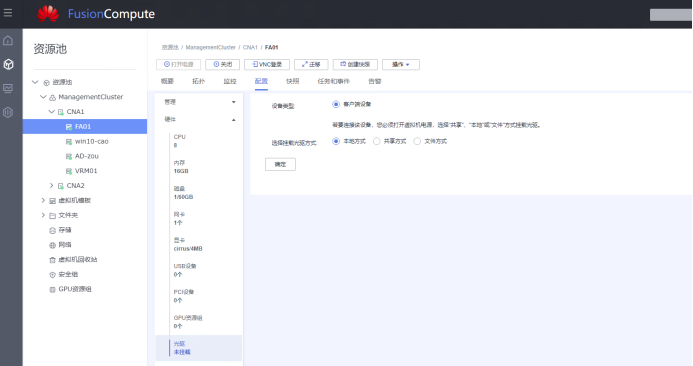 FusionCompute
资源池
资源池 / ManagementCluster / CNA1 / FA01
打开电源
关闭
VNC登录
迁移
创建快照
操作
概要
拓扑
监控
配置
快照
任务和事件
告警
资源池
ManagementCluster
CNA1
FA01
win10-cao
AD-zou
VRM01
CNA2
虚拟机模板
文件夹
存储
网络
虚拟机回收站
安全组
GPU资源组
管理
硬件
CPU
8
内存
16GB
磁盘
1/80GB
网卡
1个
显卡
cirrus/4MB
USB设备
0个
PCI设备
0个
GPU资源组
0个
光驱
未挂载
设备类型:
客户端设备
若要连接该设备，您必须打开虚拟机电源，选择“共享”、“本地”或“文件”方式挂载光驱。
选择挂载光驱方式:
本地方式
共享方式
文件方式
确定